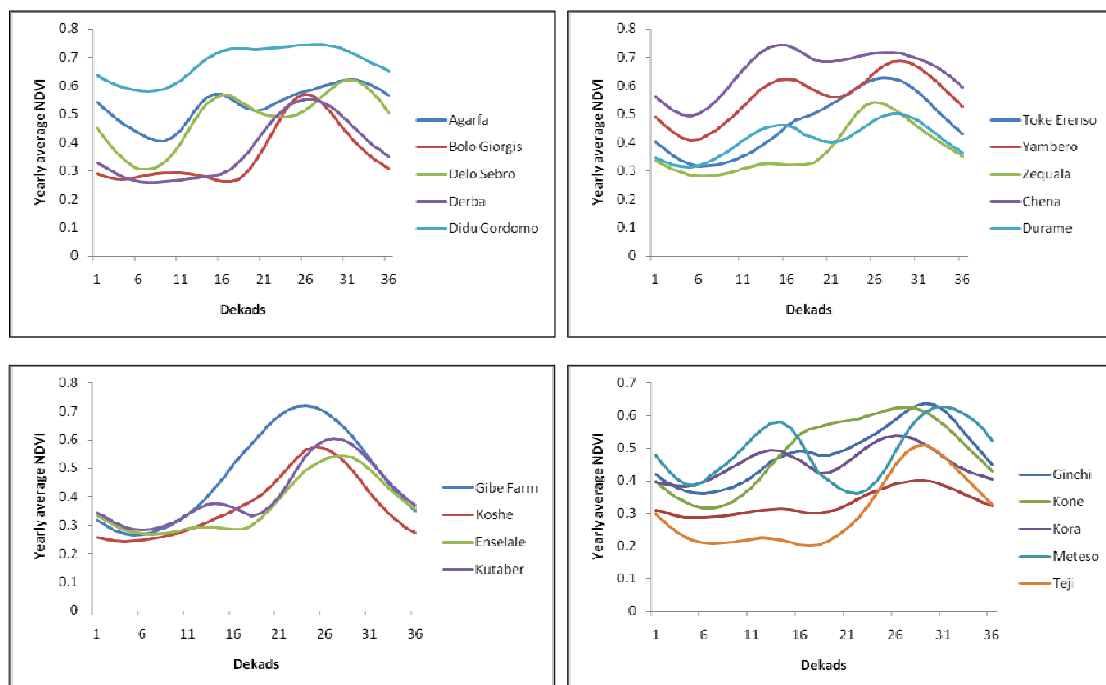 0.8
0.7
0.6
0.5
0.4
0.3
0.2
0.1
0
Yearly average NDVI
1 6 11 16 21 26 31 36
Dekads
Agarfa
Bolo Giorgis
Delo Sebro
Derba
Didu Gordomo
0.8
0.7
0.6
0.5
0.4
0.3
0.2
0.1
0
Yearly average NDVI
1 6 11 16 21 26 31 36
Dekads
Toke Erenso
Yambero
Zequala
Chena
Durame
0.8
0.7
0.6
0.5
0.4
0.3
0.2
0.1
0
Yearly average NDVI
1 6 11 16 21 26 31 36
Dekads
Gibe Farm
Koshe
Enselale
Kutaber
0.7
0.6
0.5
0.4
0.3
0.2
0.1
0
Yearly average NDVI
1 6 11 16 21 26 31 36
Dekads
Ginchi
Kone
Kora
Meteso
Teji